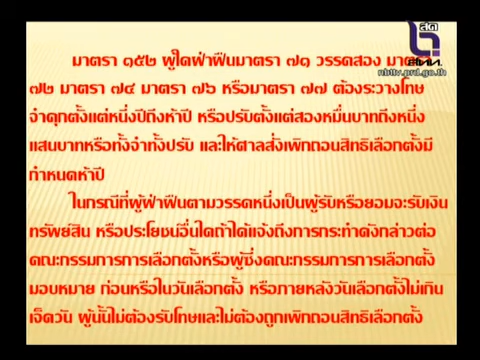 มาตรา ๑๕๒ ผู้ใดฝ่าฝืนมาตรา ๗๑ วรรคสอง
๗๒ มาตรา ๗๔ มาตรา ๗๖ หรือมาตรา ๗๗ ต้องระวางโทษ
จำคุกตั้งแต่หนึ่งปีถึงห้าปี หรือปรับตั้งแต่สองหมื่นบาทถึงหนึ่ง
แสนบาทหรือทั้งจำทั้งปรับ และให้ศาลสั่งเพิกถอนสิทธิเลือกตั้งมี
กำหนดห้าปี
ในกรณีที่ผู้ฝ่าฝืนตามวรรคหนึ่งเป็นผู้รับหรือยอมจะรับเงิน
ทรัพย์สิน หรือประโยชน์อื่นใดถ้าได้แจ้งถึงการกระทำดังกล่าวต่อ
คณะกรรมการการเลือกตั้งหรือผู้ซึ่งคณะกรรมการการเลือกตั้ง
มอบหมาย ก่อนหรือในวันเลือกตั้ง หรือภายหลังวันเลือกตั้งไม่เกิน
เจ็ดวัน ผู้นั้นไม่ต้องรับโทษและไม่ต้องถูกเพิกถอนสิทธิเลือกตั้ง
สด
สทท.
nbttv.prd.go.th